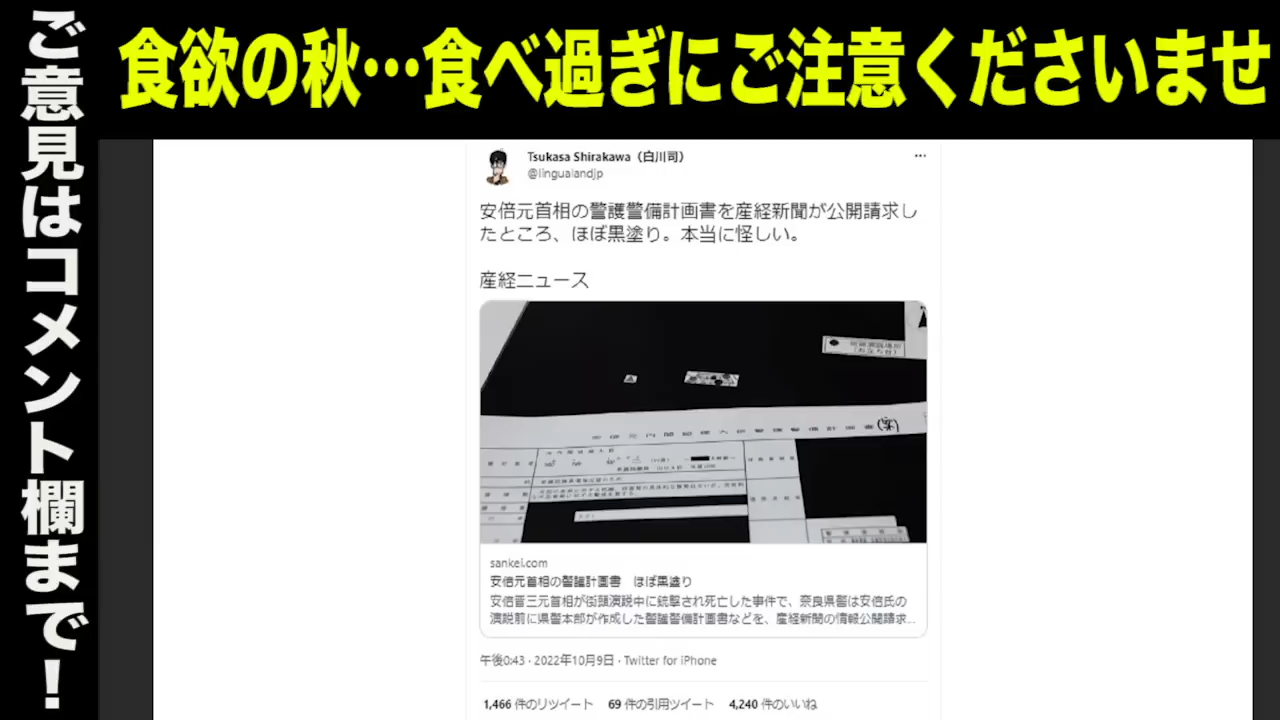 食欲の秋…食べ過ぎにご注意くださいませ
ご意見はコメント欄まで!
Tsukasa Shirakawa（白川司）
@lingualandjp
安倍元首相の警護警備計画書を産経新聞が公開請求し
たところ、ほぼ黒塗り。本当に怪しい。
産経ニュース
sankei.com
安倍元首相の警護計画書　ほぼ黒塗り
安倍晋三元首相が街頭演説中に銃撃され死亡した事件で、奈良県警は安倍氏の
演説前に県警本部が作成した警護警備計画書などを、産経新聞の情報公開請求...
午後0:43 · 2022年10月9日 · Twitter for iPhone
1,466 件のリツイート 69 件の引用ツイート 4,240 件のいいね